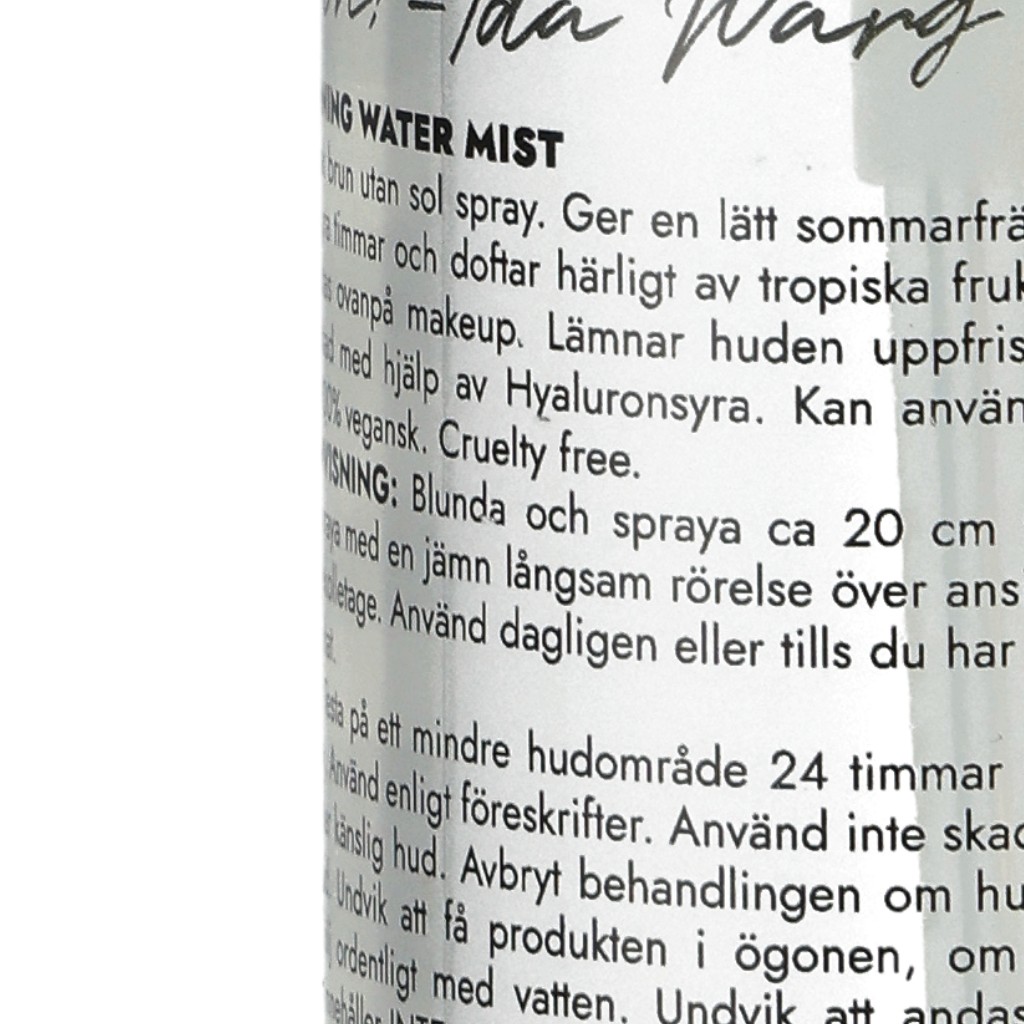 -Ida Warg
WATER MIST
brun utan sol spray. Ger en lätt sommarfrä
timmar och doftar härligt av tropiska fruk
ovanpå makeup. Lämnar huden uppfris
med hjälp av Hyaluronsyra. Kan använ
vegansk. Cruelty free.
VISNING: Blunda och spraya ca 20 cm
med en jämn långsam rörelse över ans
olletage. Använd dagligen eller tills du har
på ett mindre hudområde 24 timmar
Använd enligt föreskrifter. Använd inte skad
känslig hud. Avbryt behandlingen om hu
Undvik att få produkten i ögonen, om
ordentligt med vatten. Undvik att andas